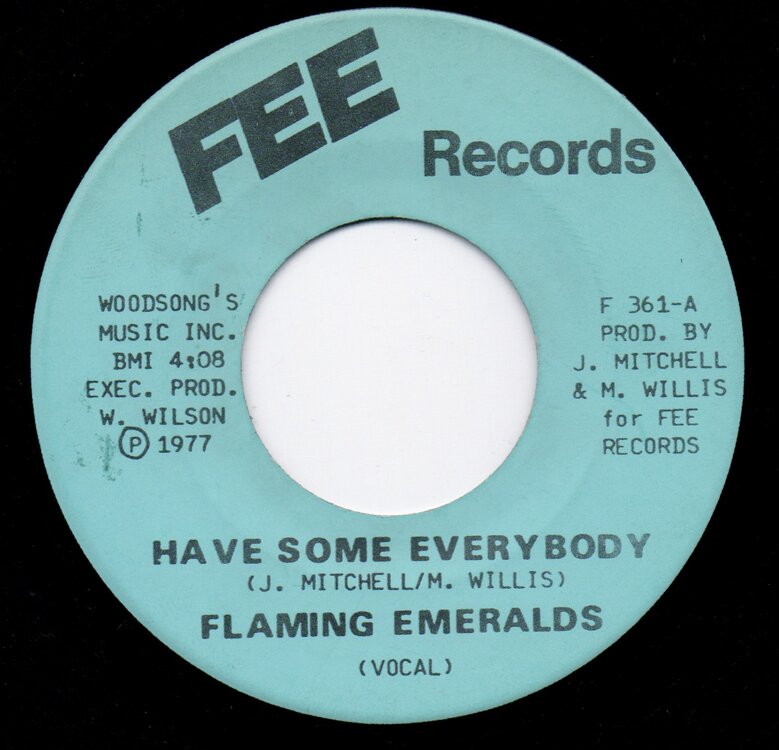 FEE
Records
WOODSONG'S
MUSIC INC.
BMI 4:08
EXEC. PROD.
W. WILSON
Ⓟ 1977
F 361-A
PROD. BY
J. MITCHELL
& M. WILLIS
for FEE
RECORDS
HAVE SOME EVERYBODY
(J. MITCHELL/M. WILLIS)
FLAMING EMERALDS
(VOCAL)